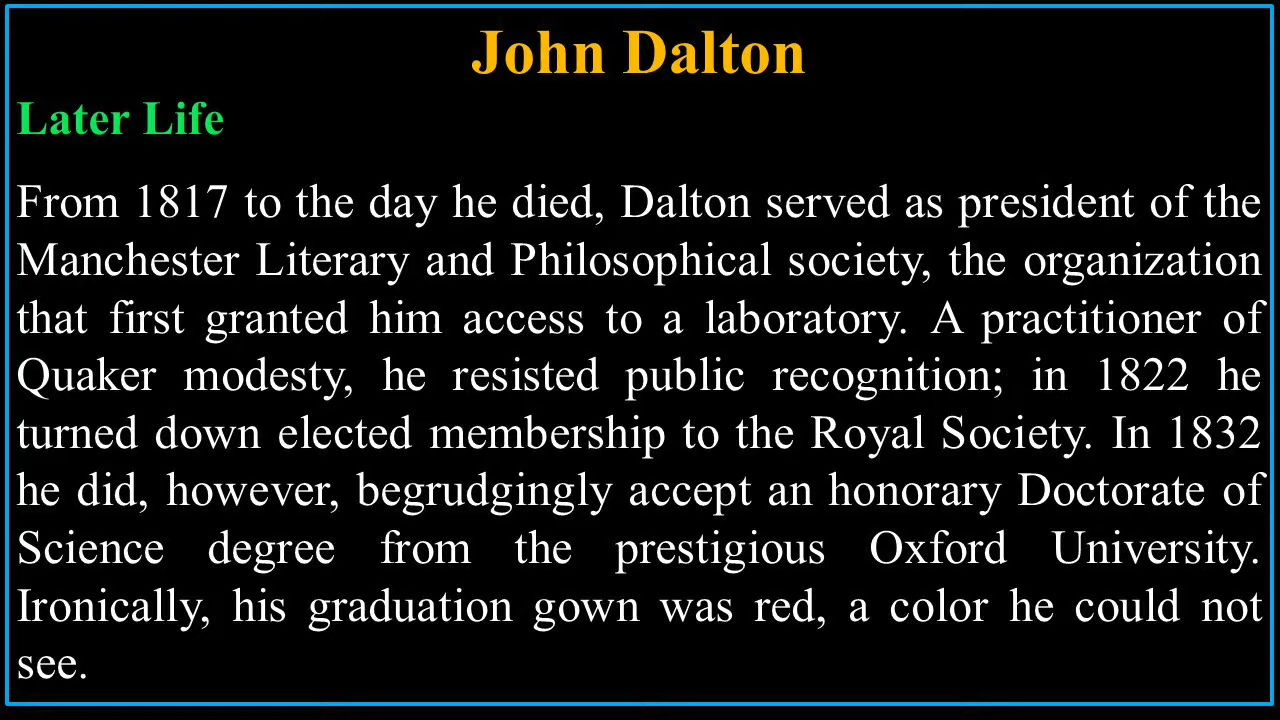 John Dalton
Later Life
From 1817 to the day he died, Dalton served as president of the
Manchester Literary and Philosophical society, the organization
that first granted him access to a laboratory. A practitioner of
Quaker modesty, he resisted public recognition; in 1822 he
turned down elected membership to the Royal Society. In 1832
he did, however, begrudgingly accept an honorary Doctorate of
Science degree from the prestigious Oxford University.
Ironically, his graduation gown was red, a color he could not
see.